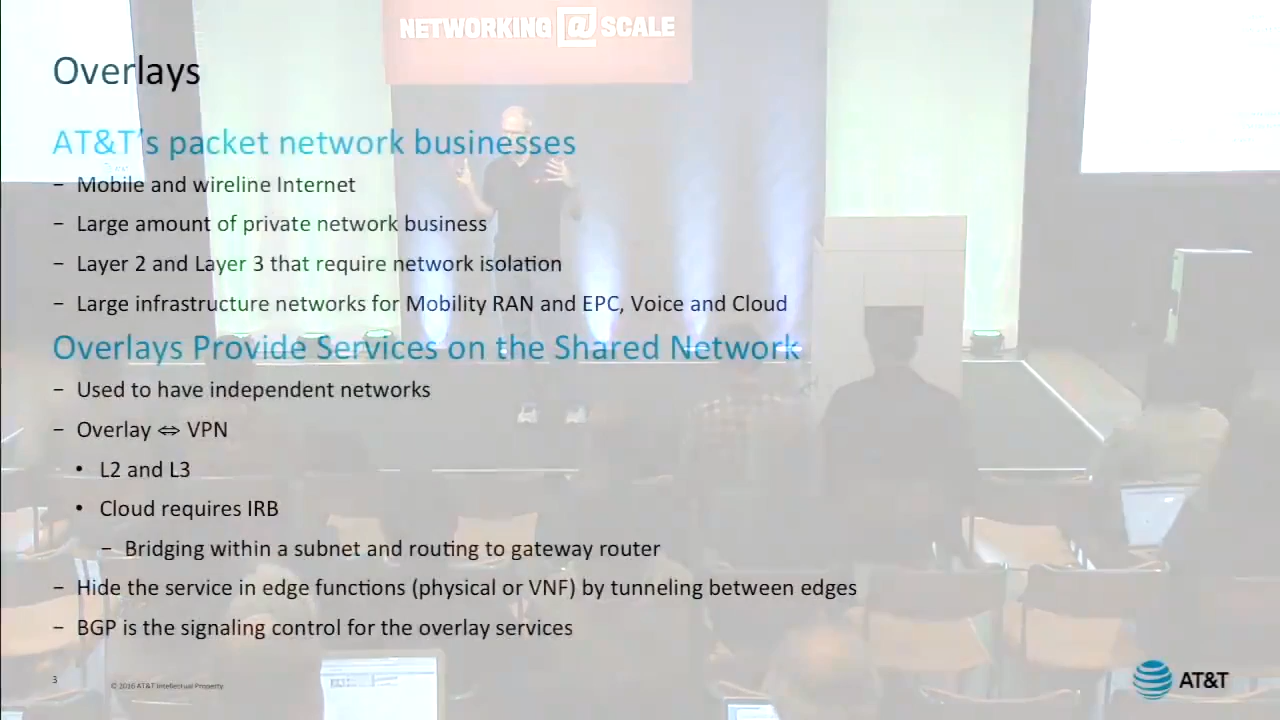 NETWORKING @ SCALE
Overlays
AT&T's packet network businesses
– Mobile and wireline Internet
– Large amount of private network business
– Layer 2 and Layer 3 that require network isolation
– Large infrastructure networks for Mobility RAN and EPC, Voice and Cloud
Overlays Provide Services on the Shared Network
– Used to have independent networks
– Overlay ⇔ VPN
• L2 and L3
• Cloud requires IRB
– Bridging within a subnet and routing to gateway router
– Hide the service in edge functions (physical or VNF) by tunneling between edges
– BGP is the signaling control for the overlay services
3
© 2016 AT&T Intellectual Property
AT&T